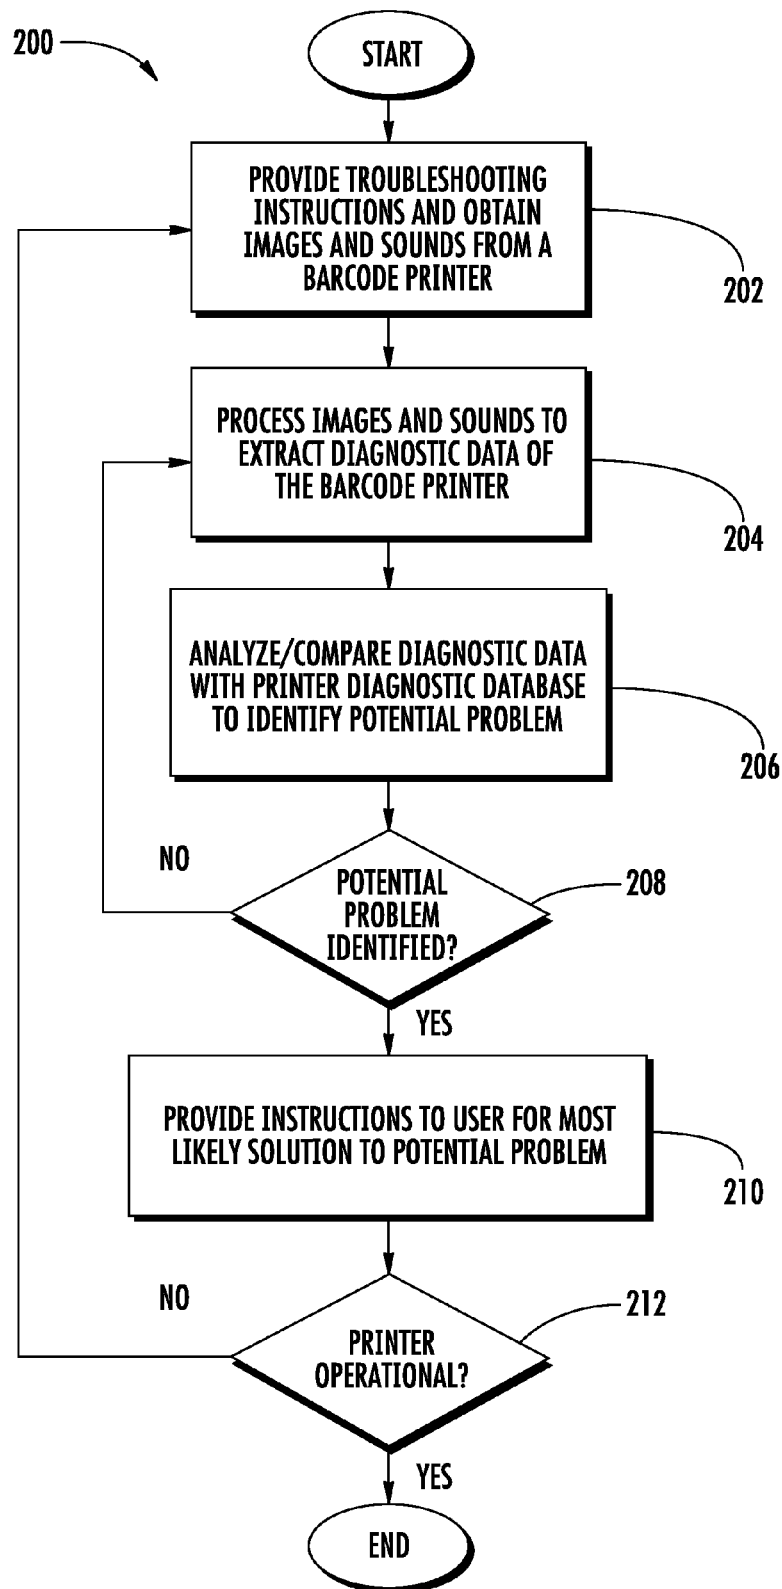 200
START
PROVIDE TROUBLESHOOTING
INSTRUCTIONS AND OBTAIN
IMAGES AND SOUNDS FROM A
BARCODE PRINTER
202
PROCESS IMAGES AND SOUNDS TO
EXTRACT DIAGNOSTIC DATA OF
THE BARCODE PRINTER
204
ANALYZE/COMPARE DIAGNOSTIC DATA
WITH PRINTER DIAGNOSTIC DATABASE
TO IDENTIFY POTENTIAL PROBLEM
206
NO
POTENTIAL
PROBLEM
IDENTIFIED?
208
YES
PROVIDE INSTRUCTIONS TO USER FOR MOST
LIKELY SOLUTION TO POTENTIAL PROBLEM
210
NO
PRINTER
OPERATIONAL?
212
YES
END